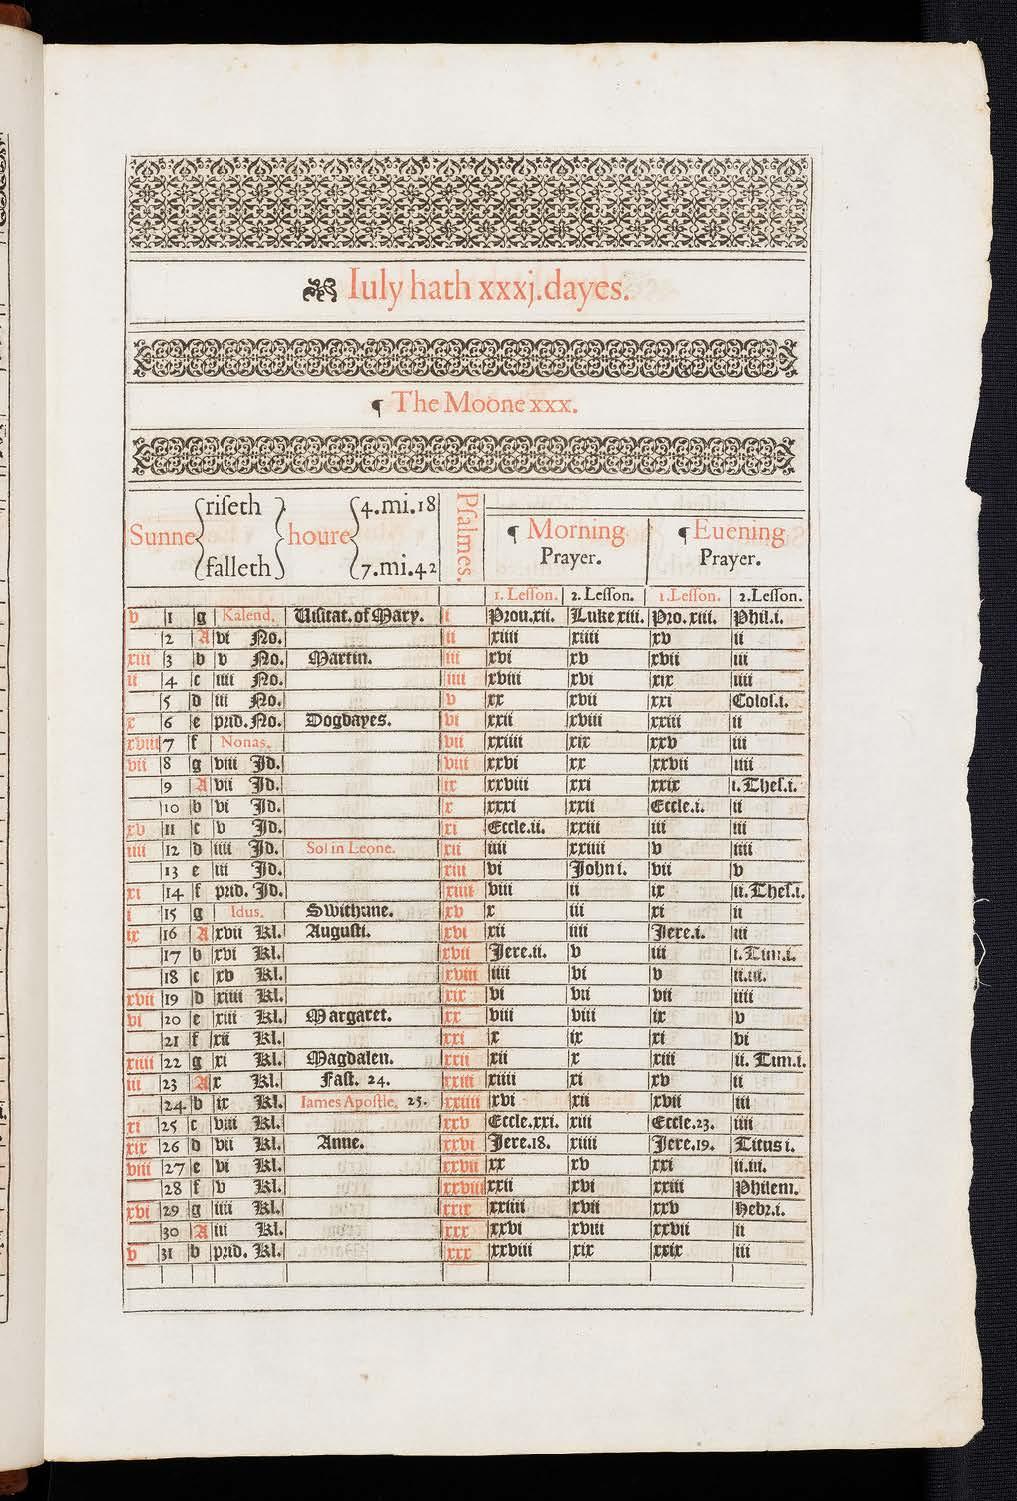 Iuly hath xxxj.dayes.
¶ The Moone xxx.
Sunne riſeth falleth houre 4.mi.18 7.mi.42 Pſalmes. ¶ Morning Prayer. ¶ Euening Prayer.
1. Leſſon. 2. Leſſon. 1. Leſſon. 2. Leſſon.
v 1 g Kalend. Uiſitat. of Mary. i Prou.xii. Luke xiii. Pro. xiii. Phil.i.
2 A vi No. ii xiiii xiiii xv ii
xiii 3 b v No. Martin. iii xvi xv xvii iii
ii 4 c iiii No. iiii xviii xvi xix iiii
5 d iii No. v xx xvii xxi Coloſ.i.
x 6 e prid. No. Dogdayes. vi xxii xviii xxiii ii
xviii 7 f Nonas. vii xxiiii xix xxv iii
vii 8 g viii Id. viii xxvi xx xxvii iiii
9 A vii Id. ix xxviii xxi xxix i. Theſ.i.
10 b vi Id. x xxxi xxii Eccle.i. ii
xv 11 c v Id. xi Eccle.ii. xxiii iii iii
iiii 12 d iiii Id. Sol in Leone. xii iiii xxiiii v iiii
13 e iii Id. xiii vi John i. vii v
xi 14 f prid. Id. xiiii viii ii ix ii. Theſ.i.
i 15 g Idus. Swithune. xv x iii xi ii
ix 16 A xvii Kl. Auguſti. xvi xii iiii Jere.i. iii
17 b xvi Kl. xvii Jere.ii. v iii i. Tim.i.
18 c xv Kl. xviii iiii vi v ii.iii.
xvii 19 d xiiii Kl. xix vi vii vii iiii
vi 20 e xiii Kl. Margaret. xx viii viii ix v
21 f xii Kl. xxi x ix xi vi
xiiii 22 g xi Kl. Magdalen. xxii xii x xiii ii. Tim.i.
iii 23 A x Kl. Faſt. 24. xxiii xiiii xi xv ii
24. b ix Kl. Iames Apoſtle. 25. xxiiii xvi xii xvii iii
xi 25 c viii Kl. xxv Eccle.xxi. xiii Eccle.23. iiii
xix 26 d vii Kl. Anne. xxvi Jere.18. xiiii Jere.19. Titus i.
viii 27 e vi Kl. xxvii xx xv xxi ii.iii.
28 f v Kl. xxviii xxii xvi xxiii Philem.
xvi 29 g iiii Kl. xxix xxiiii xvii xxv Hebr.i.
30 A iii Kl. xxx xxvi xviii xxvii ii
v 31 b prid. Kl. xxx xxviii xix xxix iii